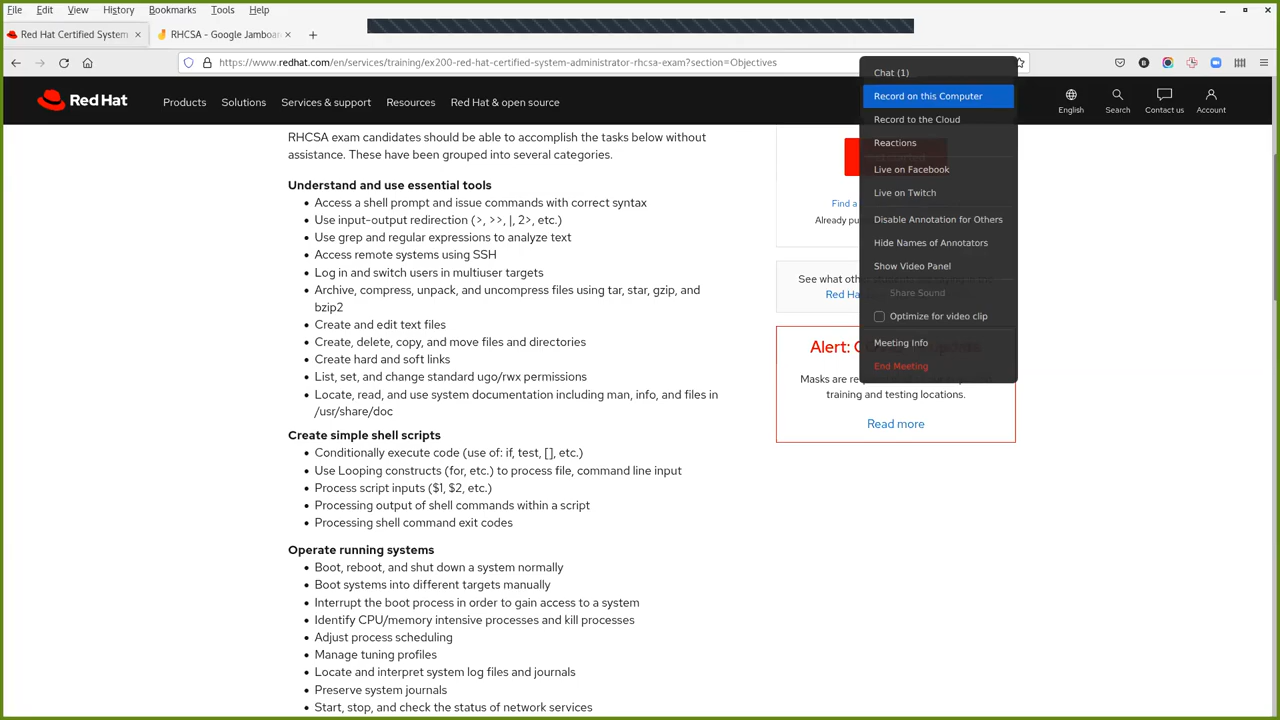 File Edit View History Bookmarks Tools Help
Red Hat Certified System
RHCSA - Google Jamboar
https://www.redhat.com/en/services/training/ex200-red-hat-certified-system-administrator-rhcsa-exam?section=Objectives
Red Hat
Products Solutions Services & support Resources Red Hat & open source
English Search Contact us Account
RHCSA exam candidates should be able to accomplish the tasks below without
assistance. These have been grouped into several categories.
Understand and use essential tools
Access a shell prompt and issue commands with correct syntax
Use input-output redirection (>, >>, |, 2>, etc.)
Use grep and regular expressions to analyze text
Access remote systems using SSH
Log in and switch users in multiuser targets
Archive, compress, unpack, and uncompress files using tar, star, gzip, and
bzip2
Create and edit text files
Create, delete, copy, and move files and directories
Create hard and soft links
List, set, and change standard ugo/rwx permissions
Locate, read, and use system documentation including man, info, and files in
/usr/share/doc
Create simple shell scripts
Conditionally execute code (use of: if, test, [], etc.)
Use Looping constructs (for, etc.) to process file, command line input
Process script inputs ($1, $2, etc.)
Processing output of shell commands within a script
Processing shell command exit codes
Operate running systems
Boot, reboot, and shut down a system normally
Boot systems into different targets manually
Interrupt the boot process in order to gain access to a system
Identify CPU/memory intensive processes and kill processes
Adjust process scheduling
Manage tuning profiles
Locate and interpret system log files and journals
Preserve system journals
Start, stop, and check the status of network services
Chat (1)
Record on this Computer
Record to the Cloud
Reactions
Live on Facebook
Live on Twitch
Disable Annotation for Others
Hide Names of Annotators
Show Video Panel
Share Sound
Optimize for video clip
Meeting Info
End Meeting
Find a
Already pu
See what othe
Red Ha
Alert:
Masks are re
training and testing locations.
Read more